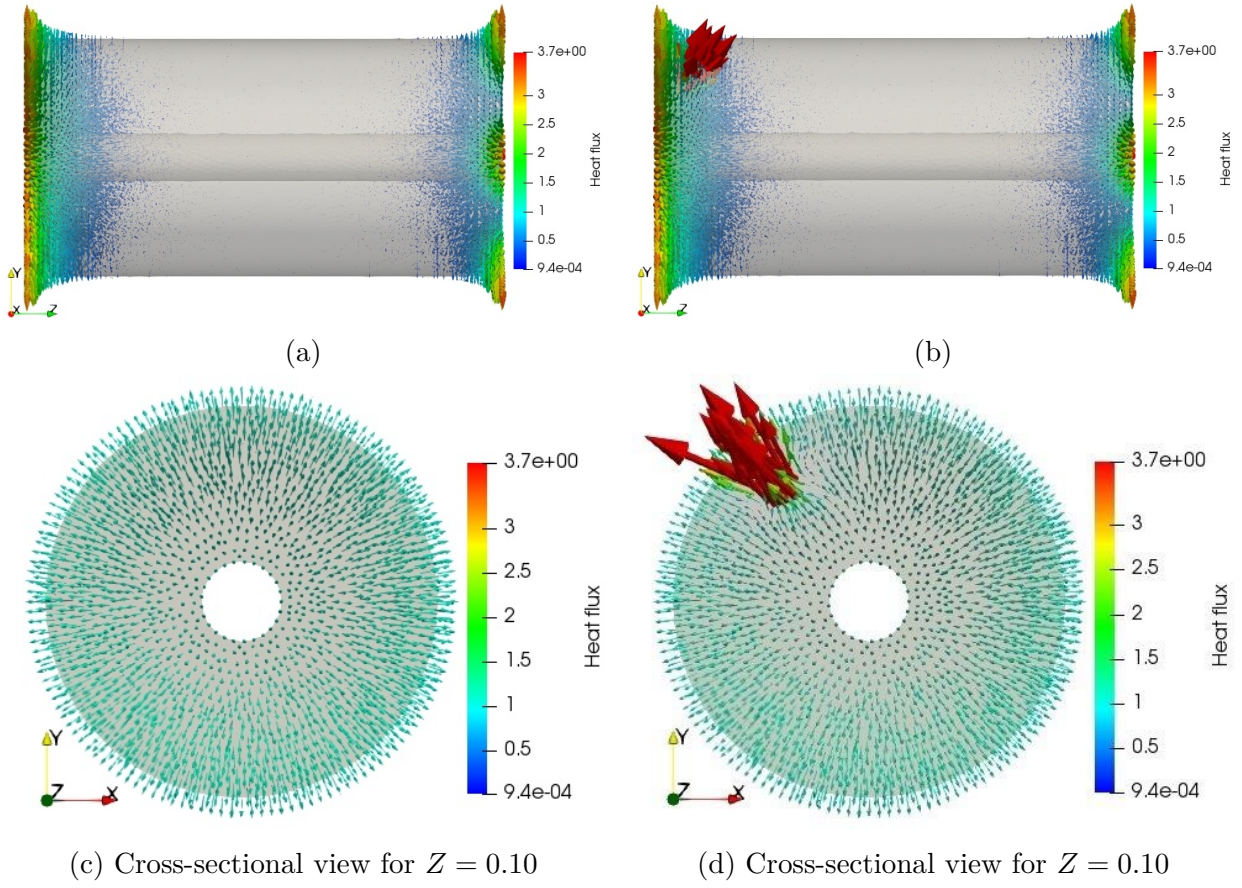 3.7e+00
3
2.5
2
1.5
1
0.5
9.4e-04
Heat flux
Y
X
Z
(a)
3.7e+00
3
2.5
2
1.5
1
0.5
9.4e-04
Heat flux
Y
X
Z
(b)
3.7e+00
3
2.5
2
1.5
1
0.5
9.4e-04
Heat flux
Y
Z
X
(c) Cross-sectional view for Z = 0.10
3.7e+00
3
2.5
2
1.5
1
0.5
9.4e-04
Heat flux
Y
Z
X
(d) Cross-sectional view for Z = 0.10